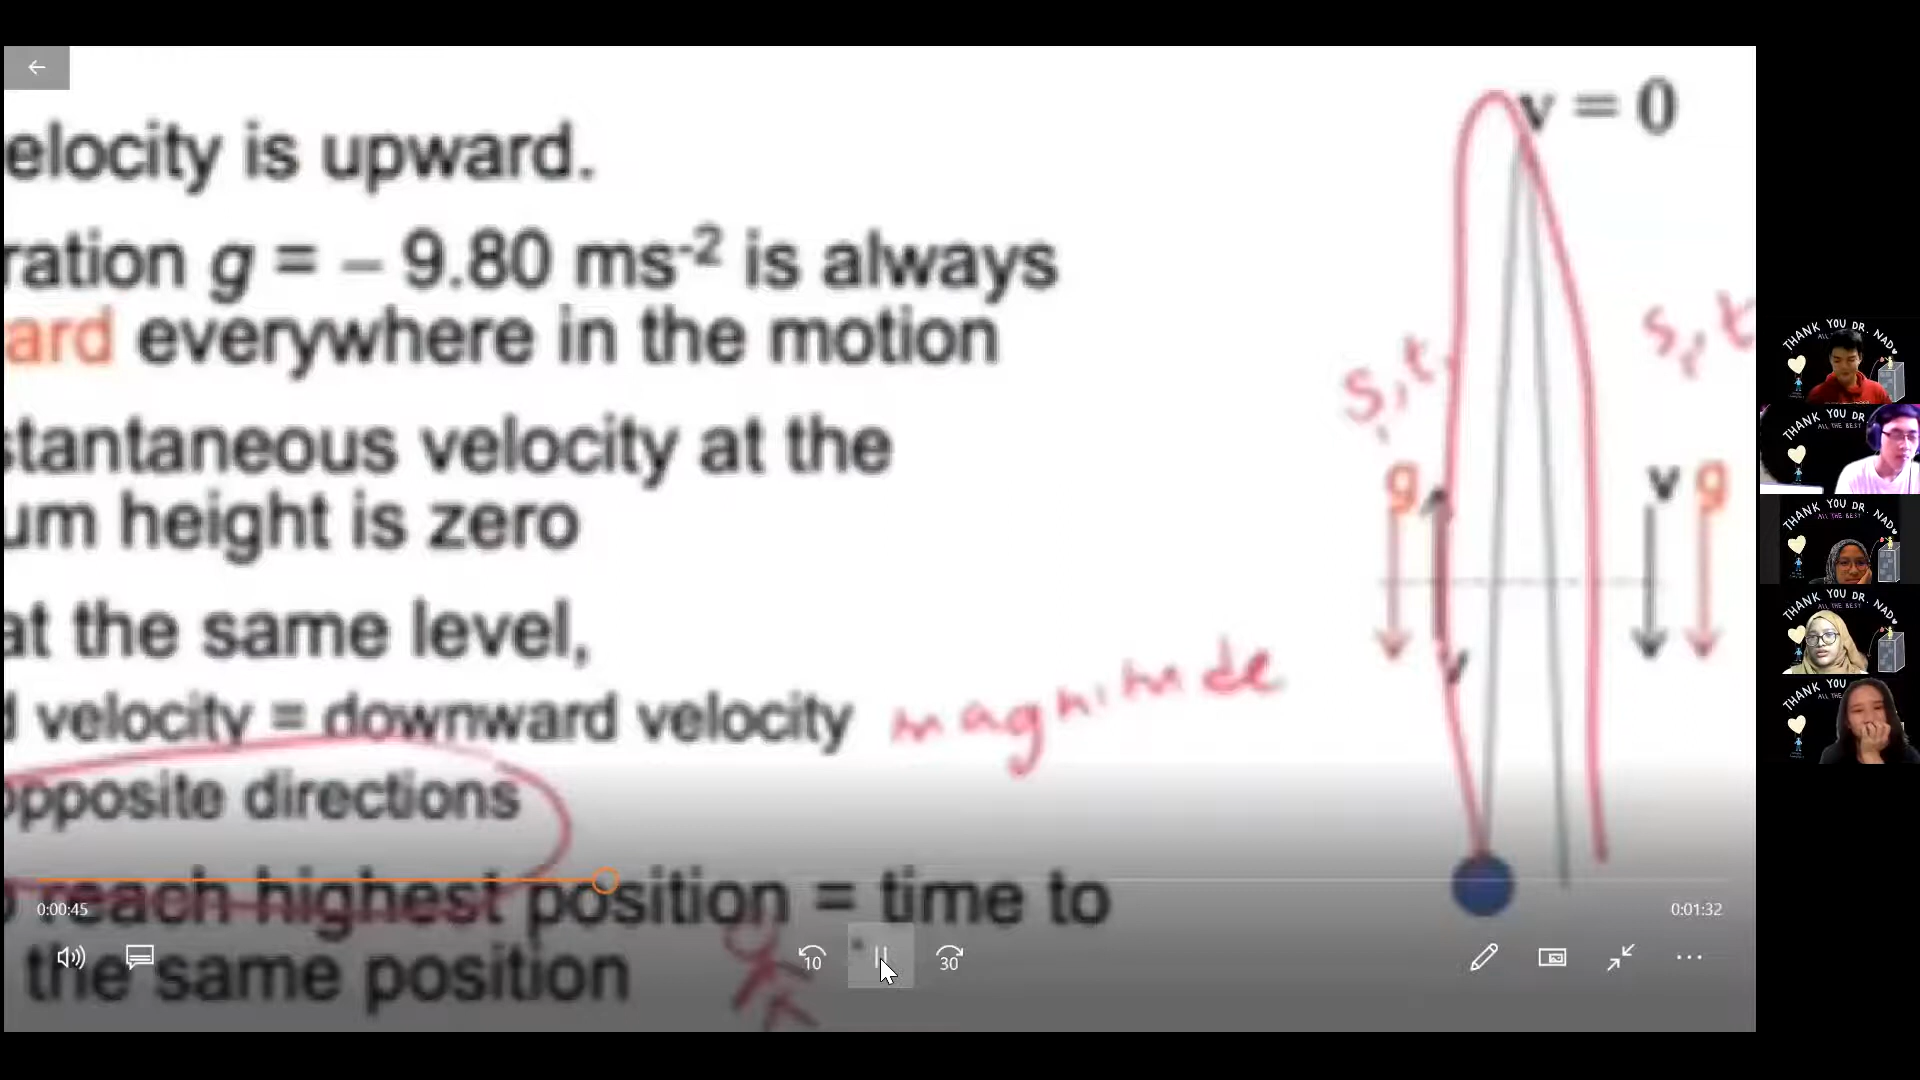 v = 0
elocity is upward.
ration g = – 9.80 ms-2 is always
ard everywhere in the motion
s, t
s, t
stantaneous velocity at the
g
v g
um height is zero
at the same level,
v
d velocity = downward velocity magnitude
opposite directions
reach highest position = time to
0:00:45
0:01:32
10
30
the same position
THANK YOU DR. NAD
THANK YOU DR
ALL THE BEST
THANK YOU DR. NAD
ALL THE BEST
THANK YOU DR. NAD
ALL THE BEST
THANK YOU
ALL THE